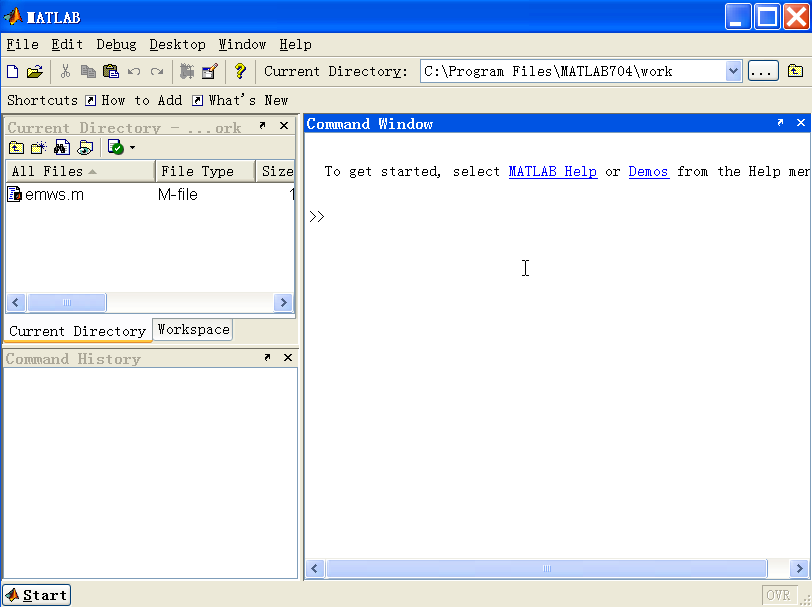 MATLAB
File Edit Debug Desktop Window Help
Current Directory: C:\Program Files\MATLAB704\work ...
Shortcuts How to Add What's New
Current Directory - ...ork
All Files File Type Size
emws.m M-file 1
Current Directory Workspace
Command History
Command Window
To get started, select MATLAB Help or Demos from the Help mer
>>
Start
OVR